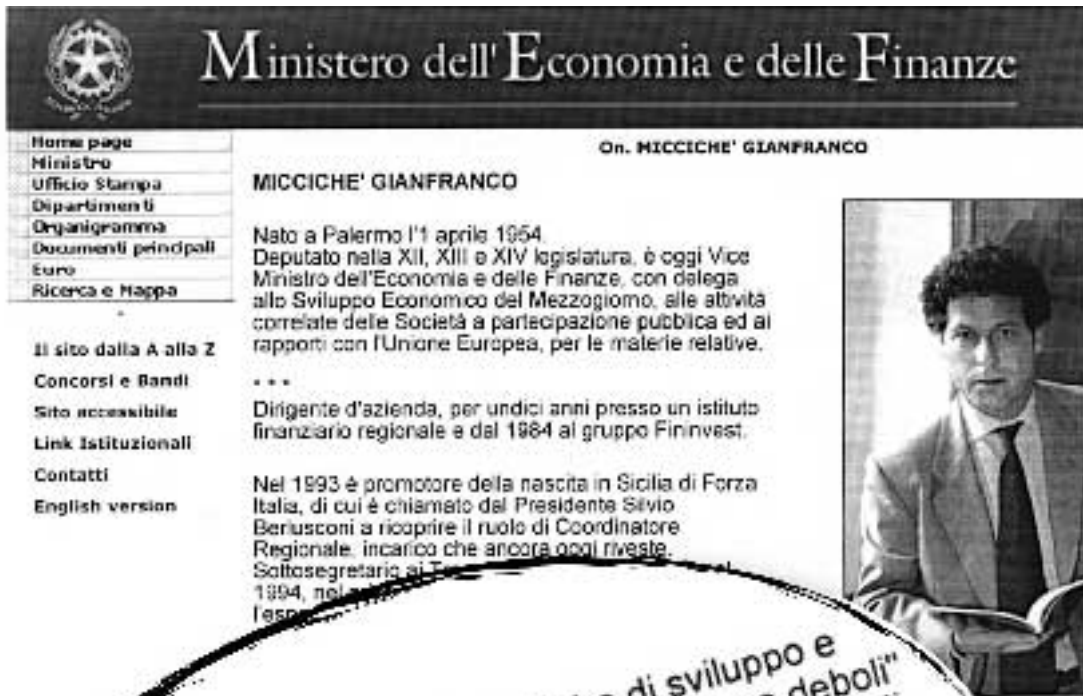 Ministero dell'Economia e delle Finanze
Home page
Ministro
Ufficio Stampa
Dipartimenti
Organigramma
Documenti principali
Euro
Ricerca e Mappa
Il sito dalla A alla Z
Concorsi e Bandi
Sito accessibile
Link Istituzionali
Contatti
English version
On. MICCICHE' GIANFRANCO
MICCICHE' GIANFRANCO
Nato a Palermo l'1 aprile 1954.
Deputato nella XII, XIII e XIV legislatura, è oggi Vice
Ministro dell'Economia e delle Finanze, con delega
allo Sviluppo Economico del Mezzogiorno, alle attività
correlate delle Società a partecipazione pubblica ed ai
rapporti con l'Unione Europea, per le materie relative.
* * *
Dirigente d'azienda, per undici anni presso un istituto
finanziario regionale e dal 1984 al gruppo Fininvest.
Nel 1993 è promotore della nascita in Sicilia di Forza
Italia, di cui è chiamato dal Presidente Silvio
Berlusconi a ricoprire il ruolo di Coordinatore
Regionale, incarico che ancora oggi riveste.
Sottosegretario ai
1994, nel
di sviluppo e
deboli"